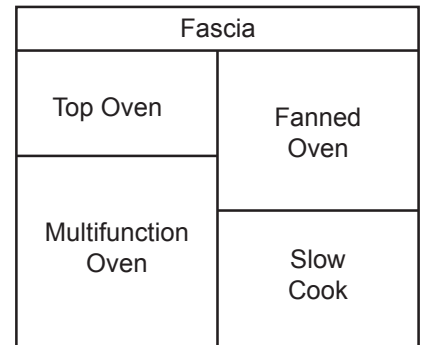 Fascia
Top Oven
Fanned
Oven
Multifunction
Oven
Slow
Cook